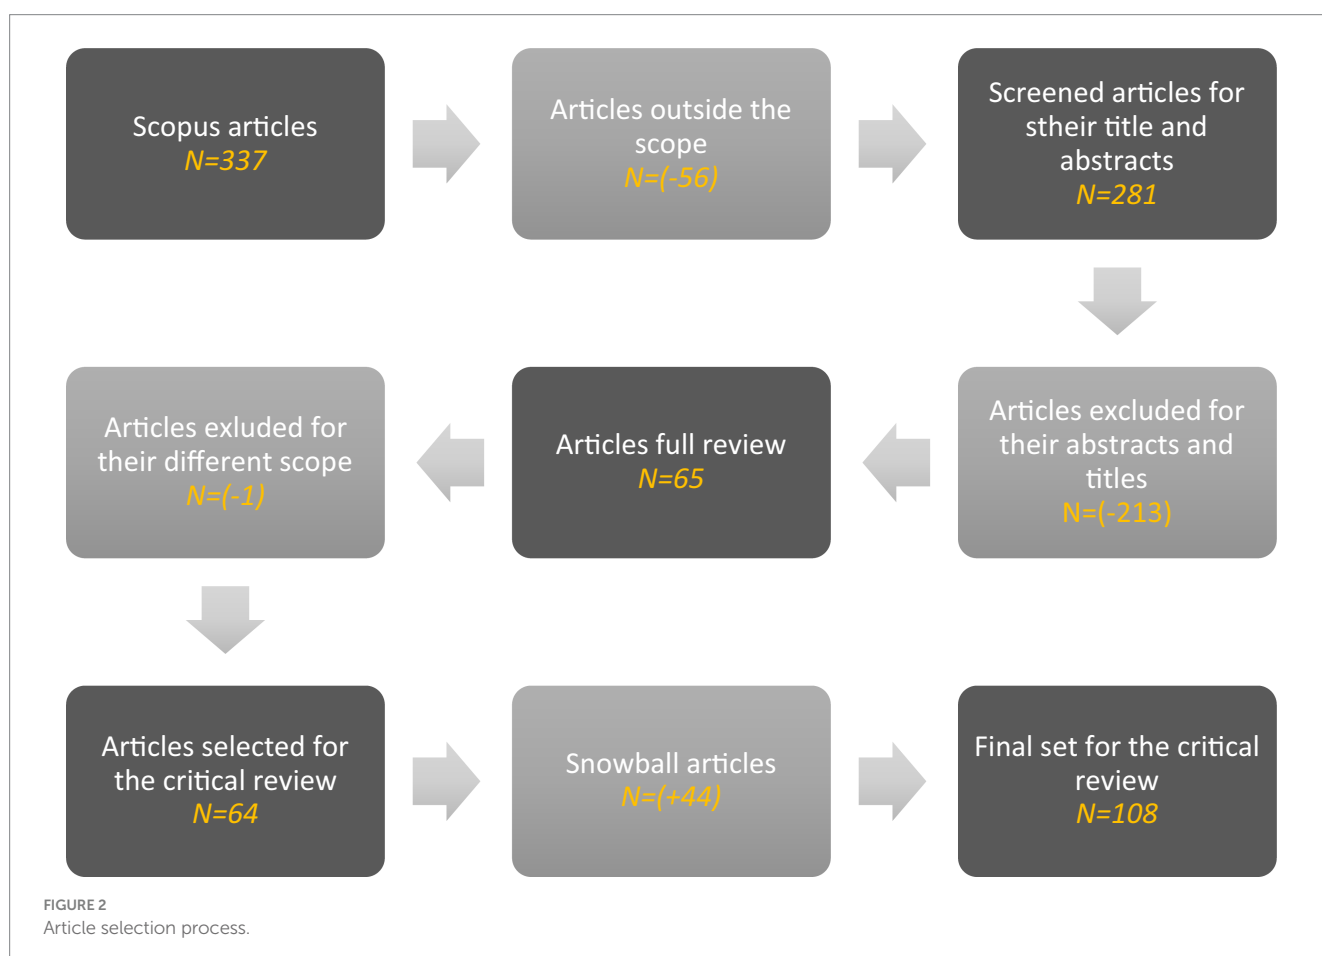 Scopus articles
N=337
Articles outside the
scope
N=(-56)
Screened articles for
stheir title and
abstracts
N=281
Articles exluded for
their different scope
N=(-1)
Articles full review
N=65
Articles excluded for
their abstracts and
titles
N=(-213)
Articles selected for
the critical review
N=64
Snowball articles
N=(+44)
Final set for the critical
review
N=108
FIGURE 2
Article selection process.